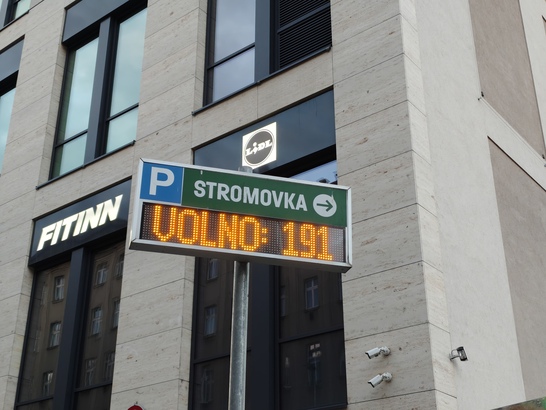 LIDL
P STROMOVKA
VOLNO: 191
FITINN